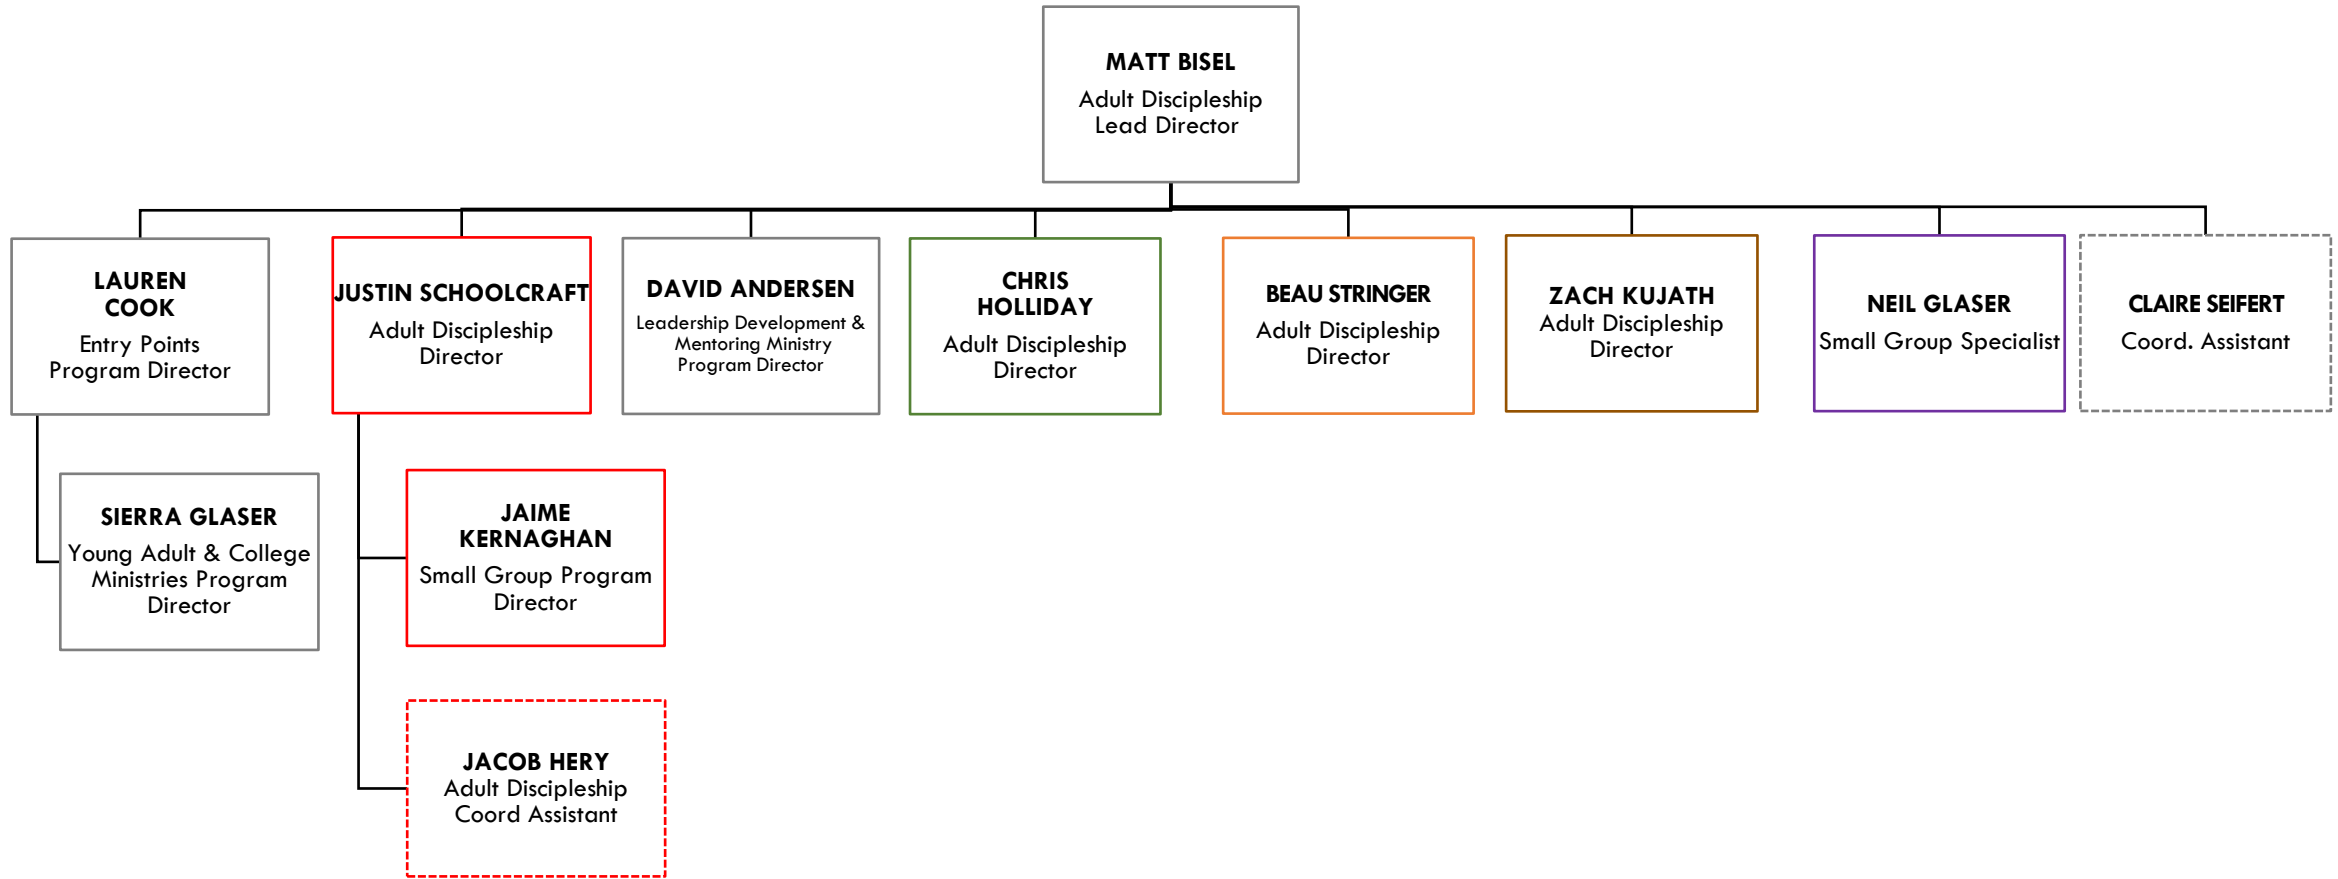 MATT BISEL
Adult Discipleship
Lead Director
LAUREN
COOK
Entry Points
Program Director
JUSTIN SCHOOLCRAFT
Adult Discipleship
Director
DAVID ANDERSEN
Leadership Development &
Mentoring Ministry
Program Director
CHRIS
HOLLIDAY
Adult Discipleship
Director
BEAU STRINGER
Adult Discipleship
Director
ZACH KUJATH
Adult Discipleship
Director
NEIL GLASER
Small Group Specialist
CLAIRE SEIFERT
Coord. Assistant
SIERRA GLASER
Young Adult & College
Ministries Program
Director
JAIME
KERNAGHAN
Small Group Program
Director
JACOB HERY
Adult Discipleship
Coord Assistant